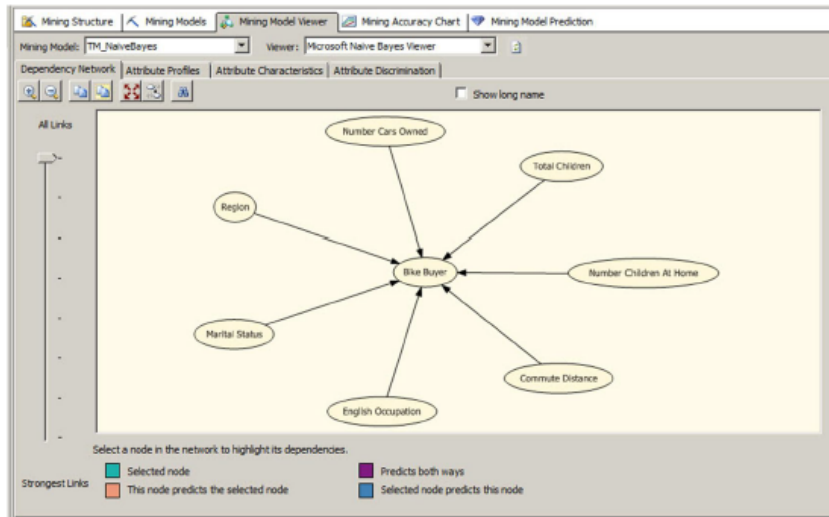 Mining Structure Mining Models Mining Model Viewer Mining Accuracy Chart Mining Model Prediction
Mining Model: TM_NaiveBayes Viewer: Microsoft Naive Bayes Viewer
Dependency Network Attribute Profiles Attribute Characteristics Attribute Discrimination
Show long name
All Links
Number Cars Owned
Total Children
Region
Bike Buyer
Number Children At Home
Marital Status
Commute Distance
English Occupation
Select a node in the network to highlight its dependencies.
Selected node Predicts both ways
Strongest Links
This node predicts the selected node Selected node predicts this node